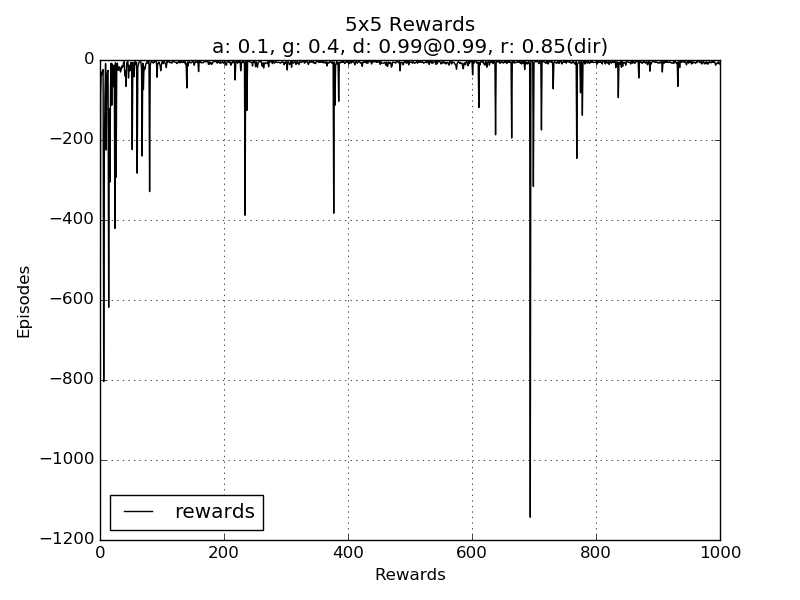 5x5 Rewards
a: 0.1, g: 0.4, d: 0.99@0.99, r: 0.85(dir)
0
−200
−400
−600
−800
−1000
−1200
Episodes
rewards
0 200 400 600 800 1000
Rewards